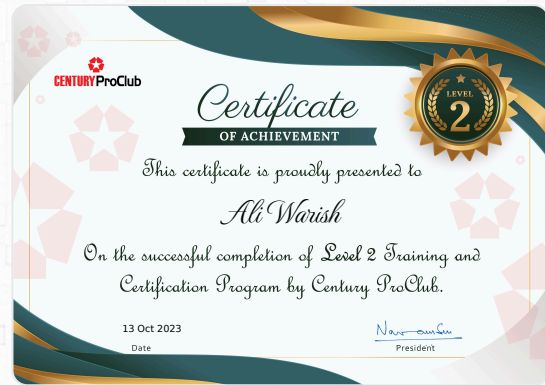 CENTURY ProClub
LEVEL
2
Certificate
OF ACHIEVEMENT
This certificate is proudly presented to
Ali Warish
On the successful completion of Level 2 Training and
Certification Program by Century ProClub.
13 Oct 2023
Date
President